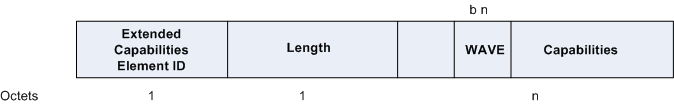 b n
Extended
Capabilities
Element ID
Length
WAVE
Capabilities
Octets
1
1
n